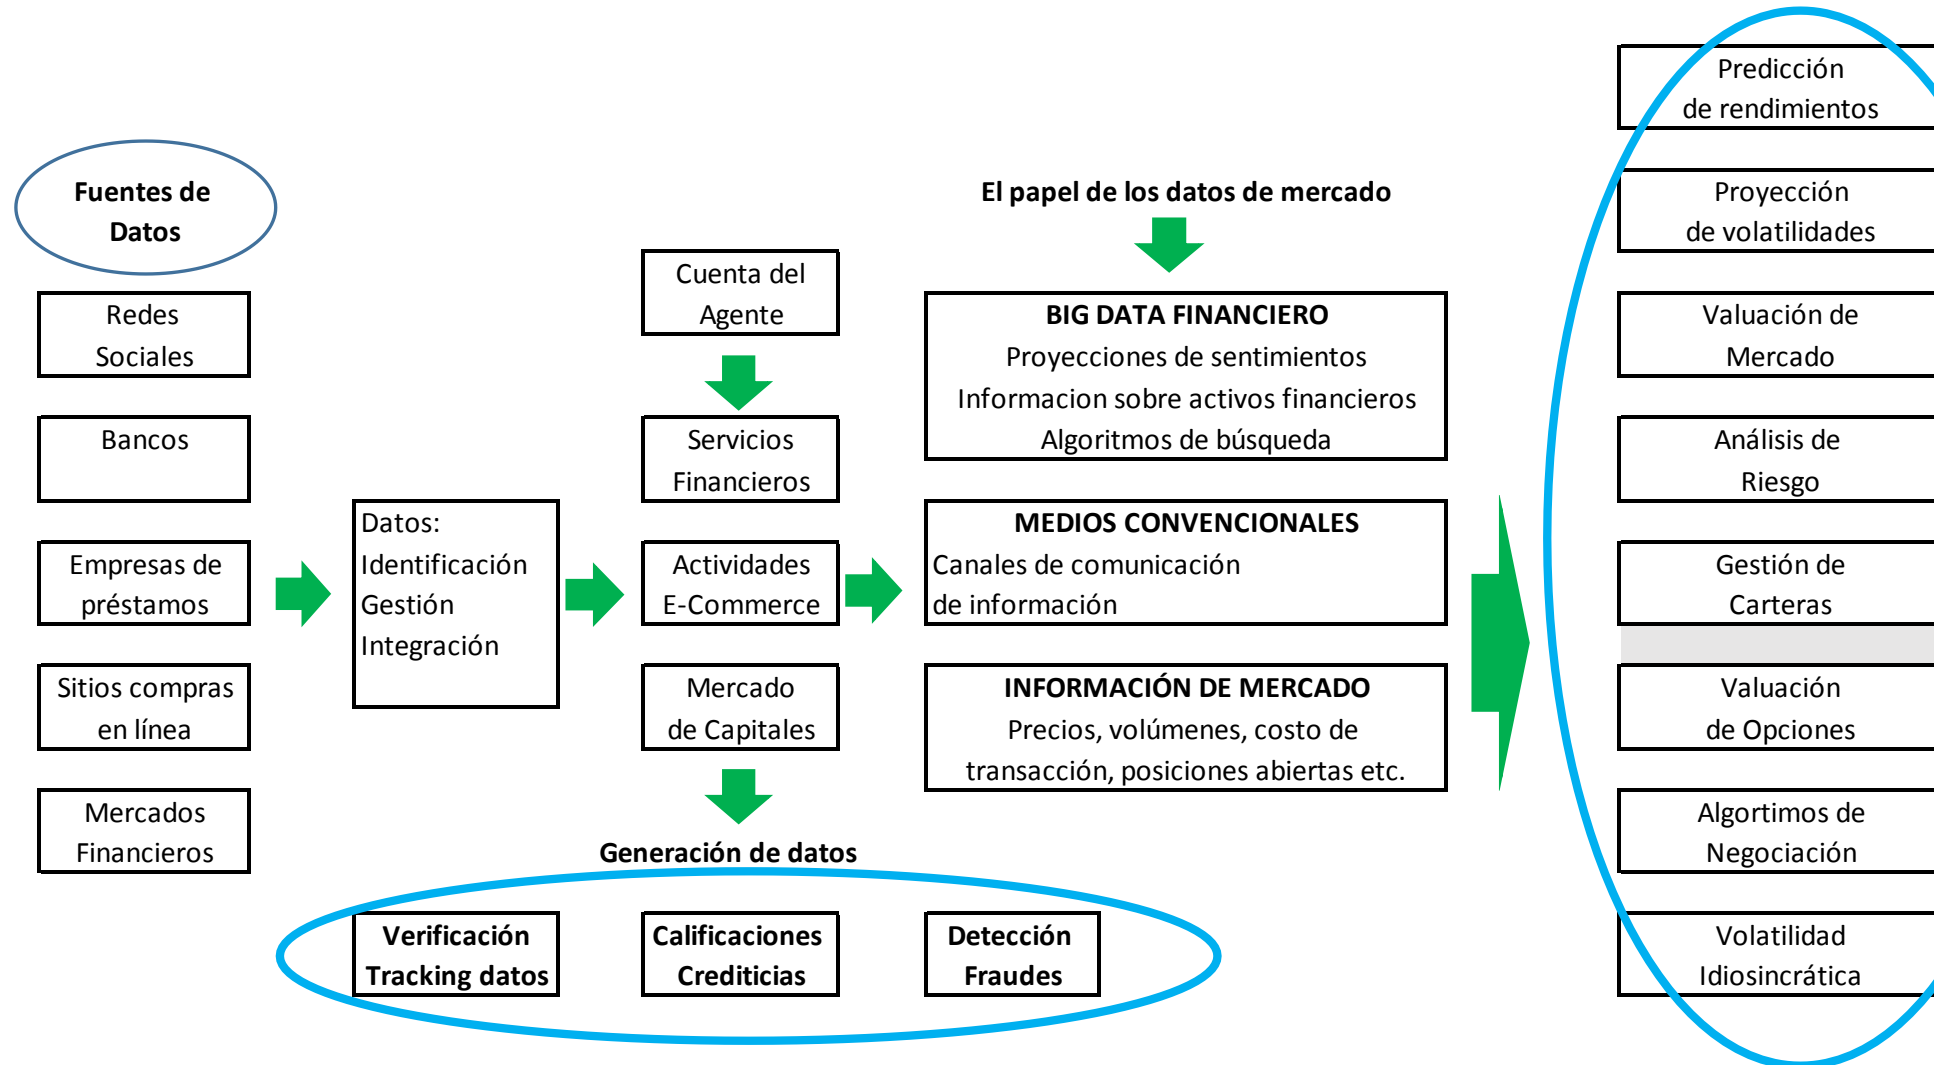 Fuentes de
Datos
Redes
Sociales
Bancos
Empresas de
préstamos
Sitios compras
en línea
Mercados
Financieros
Datos:
Identificación
Gestión
Integración
Cuenta del
Agente
Servicios
Financieros
Actividades
E-Commerce
Mercado
de Capitales
Generación de datos
Verificación
Tracking datos
Calificaciones
Crediticias
Detección
Fraudes
El papel de los datos de mercado
BIG DATA FINANCIERO
Proyecciones de sentimientos
Informacion sobre activos financieros
Algoritmos de búsqueda
MEDIOS CONVENCIONALES
Canales de comunicación
de información
INFORMACIÓN DE MERCADO
Precios, volúmenes, costo de
transacción, posiciones abiertas etc.
Predicción
de rendimientos
Proyección
de volatilidades
Valuación de
Mercado
Análisis de
Riesgo
Gestión de
Carteras
Valuación
de Opciones
Algortimos de
Negociación
Volatilidad
Idiosincrática